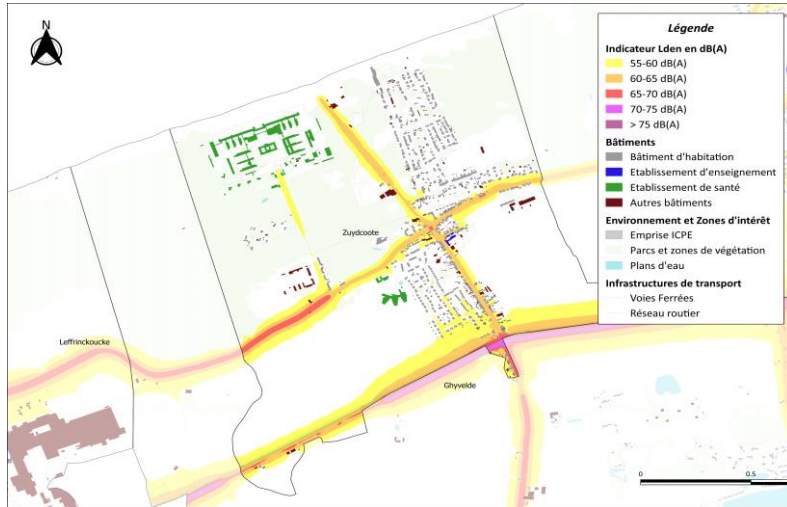 N
Légende
Indicateur Lden en dB(A)
55-60 dB(A)
60-65 dB(A)
65-70 dB(A)
70-75 dB(A)
> 75 dB(A)
Bâtiments
Bâtiment d'habitation
Etablissement d'enseignement
Etablissement de santé
Autres bâtiments
Environnement et Zones d'intérêt
Emprise ICPE
Parcs et zones de végétation
Plans d'eau
Infrastructures de transport
Voies Ferrées
Réseau routier
Zuydcoote
Leffrinckoucke
Ghyvelde
0 0.5